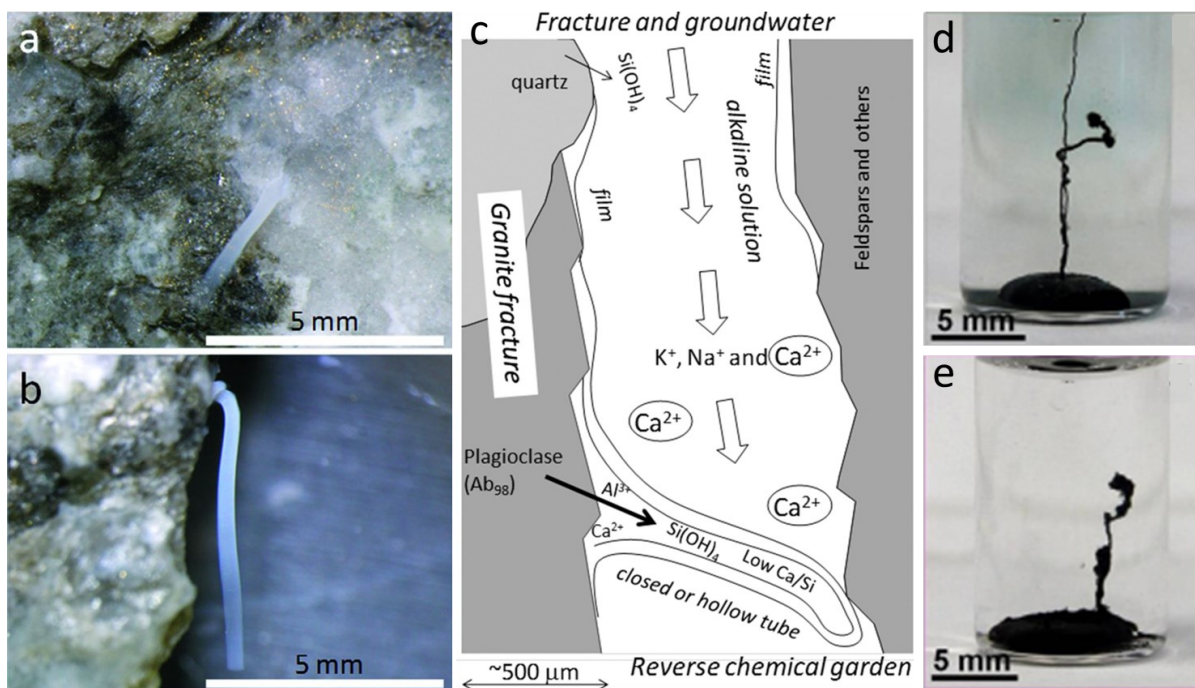 a
5 mm
b
5 mm
c
Fracture and groundwater
quartz
Si(OH)₄
film
alkaline solution
film
Granite fracture
Feldspars and others
K⁺, Na⁺ and Ca²⁺
Ca²⁺
Plagioclase
(Ab₉₈)
Al³⁺
Ca²⁺
Ca²⁺
Si(OH)₄
Low Ca/Si
closed or hollow tube
~500 μm
Reverse chemical garden
d
5 mm
e
5 mm